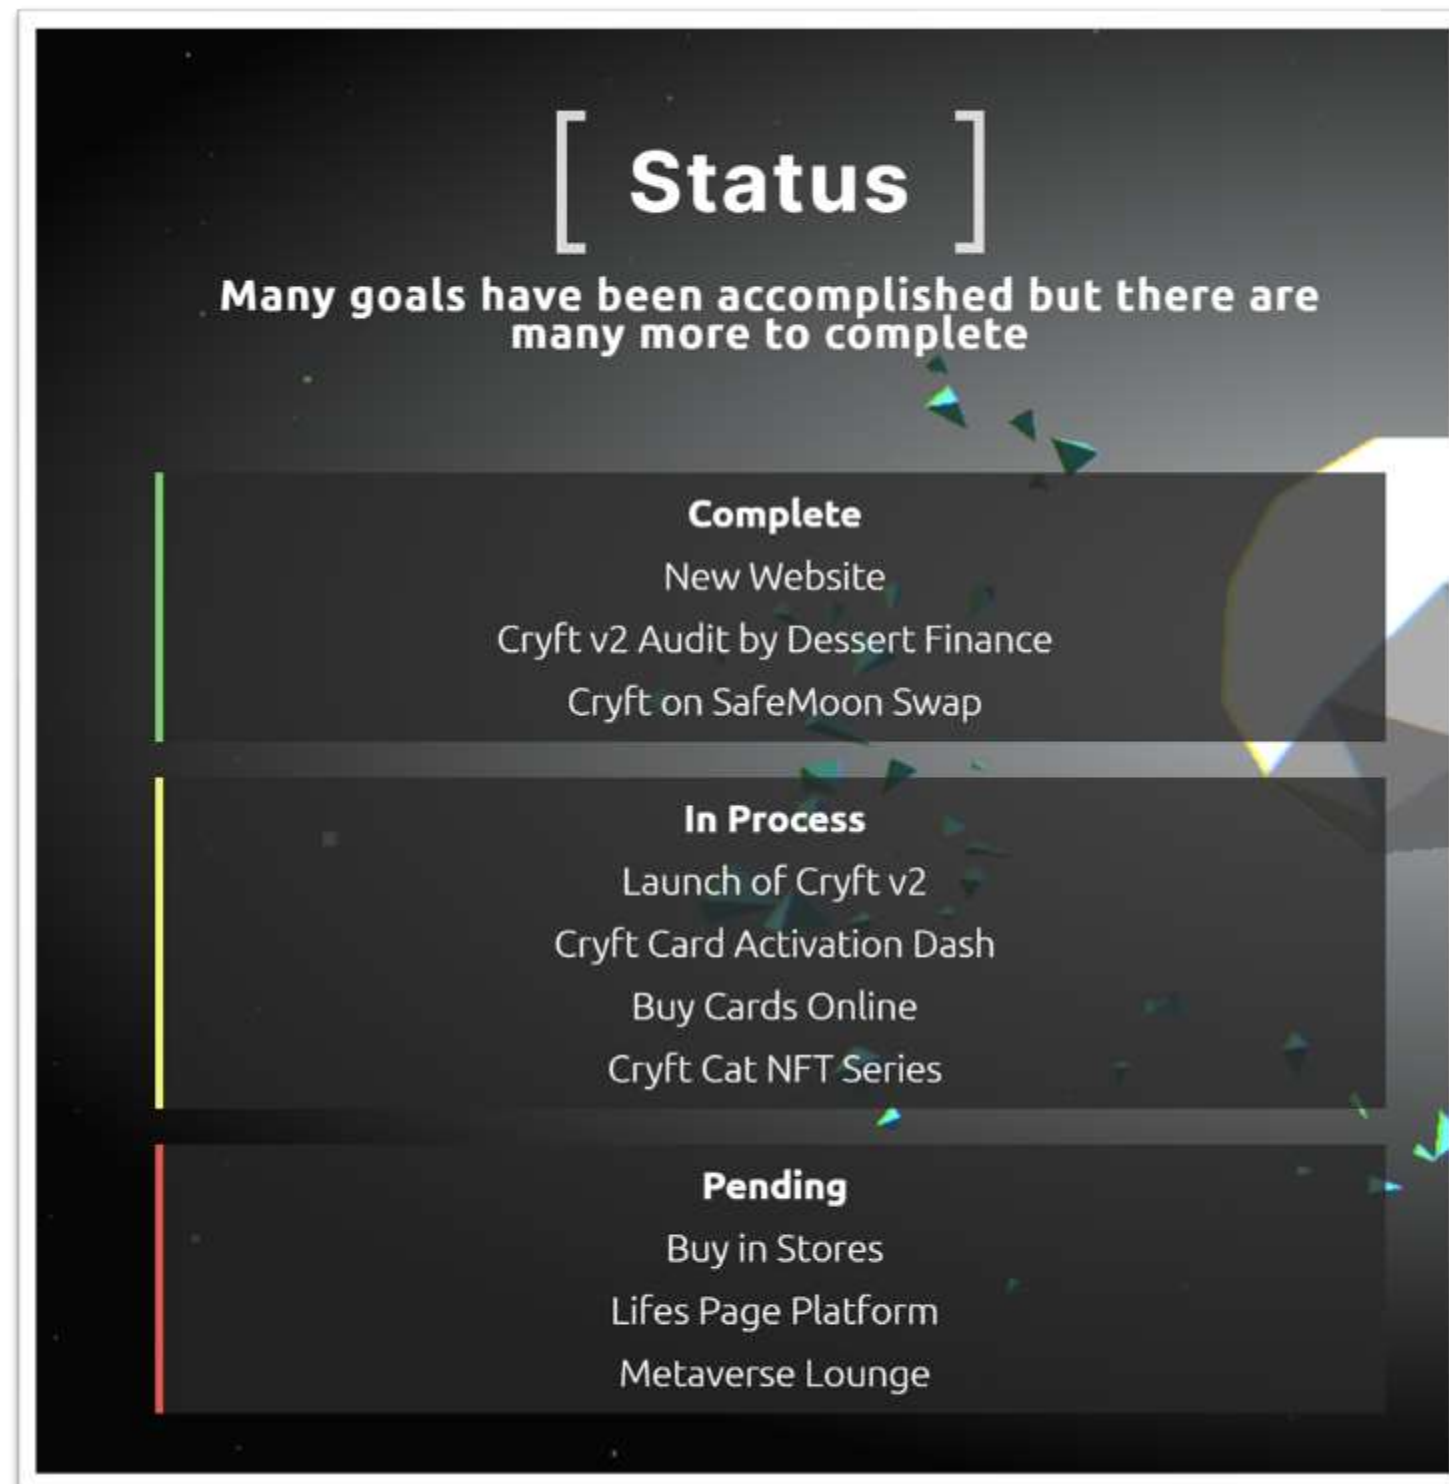 [ Status ]
Many goals have been accomplished but there are
many more to complete
Complete
New Website
Cryft v2 Audit by Dessert Finance
Cryft on SafeMoon Swap
In Process
Launch of Cryft v2
Cryft Card Activation Dash
Buy Cards Online
Cryft Cat NFT Series
Pending
Buy in Stores
Lifes Page Platform
Metaverse Lounge